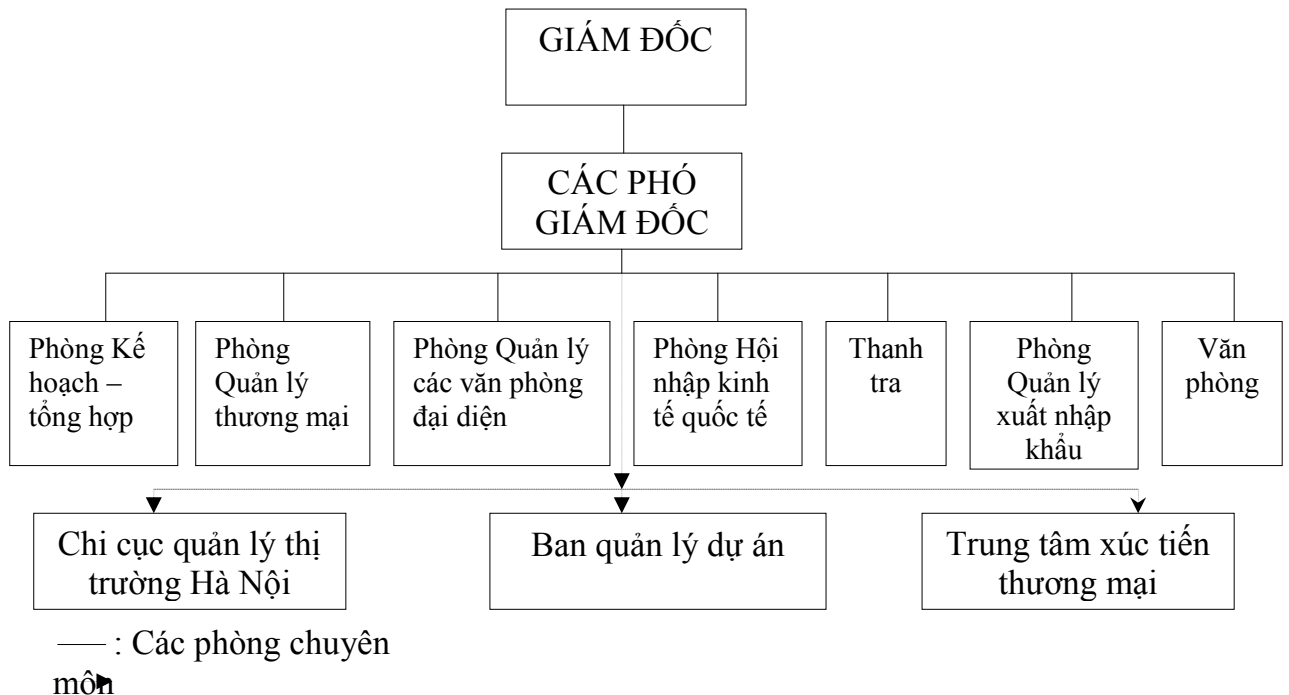 GIÁM ĐỐC
CÁC PHÓ
GIÁM ĐỐC
Phòng Kế
hoạch –
tổng hợp
Phòng
Quản lý
thương mại
Phòng Quản lý
các văn phòng
đại diện
Phòng Hội
nhập kinh
tế quốc tế
Thanh
tra
Phòng
Quản lý
xuất nhập
khẩu
Văn
phòng
Chi cục quản lý thị
trường Hà Nội
Ban quản lý dự án
Trung tâm xúc tiến
thương mại
: Các phòng chuyên
môn